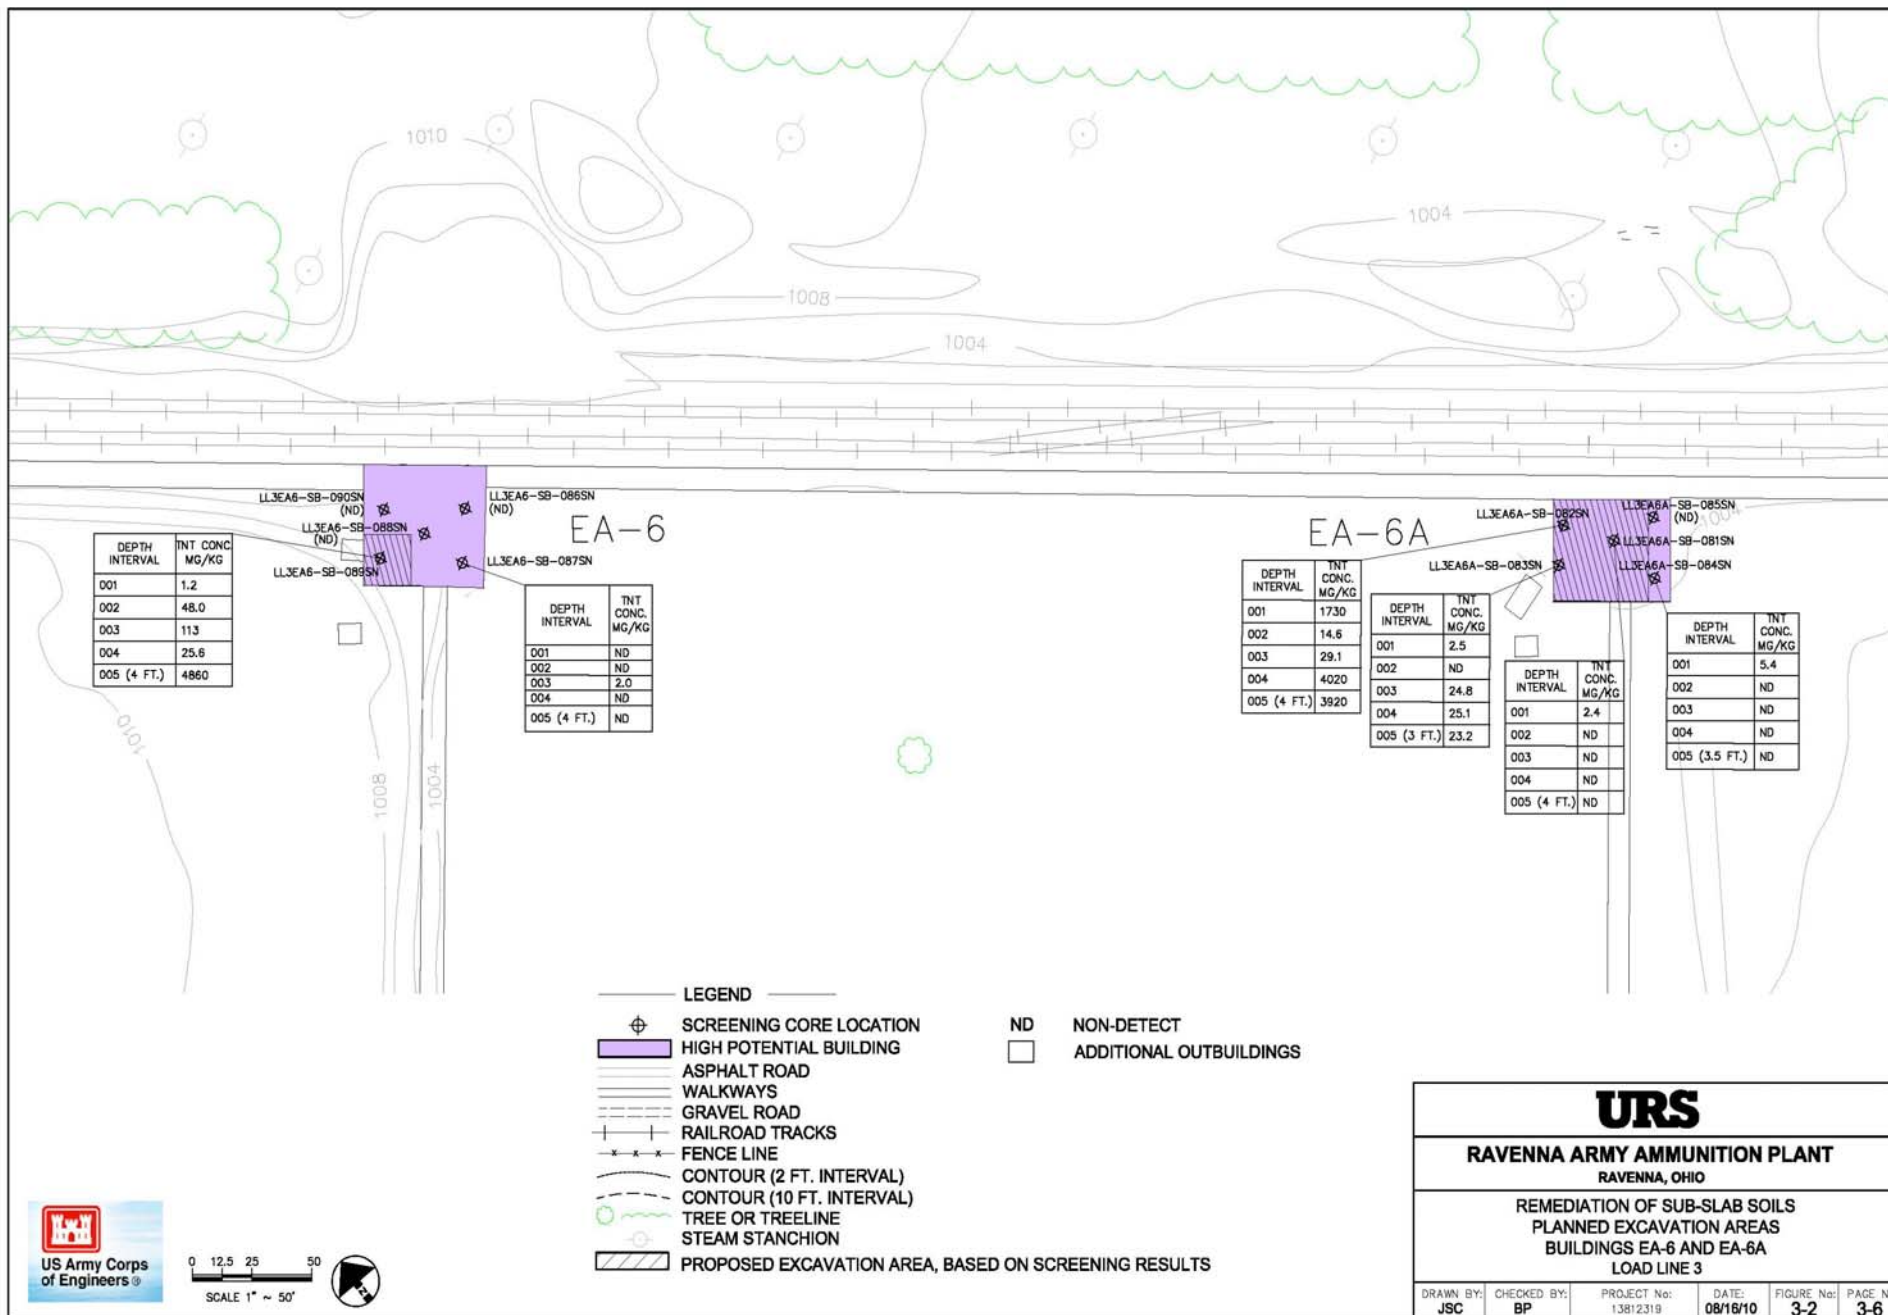 1010
1004
1008
1004
LL3EA6-SB-090SN
(ND)
LL3EA6-SB-086SN
(ND)
LL3EA6-SB-088SN
(ND)
LL3EA6-SB-089SN
LL3EA6-SB-087SN
EA-6
DEPTH INTERVAL TNT CONC. MG/KG
001 1.2
002 48.0
003 113
004 25.6
005 (4 FT.) 4860
DEPTH INTERVAL TNT CONC. MG/KG
001 ND
002 ND
003 2.0
004 ND
005 (4 FT.) ND
1010
1008
1004
EA-6A
LL3EA6A-SB-082SN
LL3EA6A-SB-085SN
(ND)
1004
LL3EA6A-SB-081SN
LL3EA6A-SB-083SN
LL3EA6A-SB-084SN
DEPTH INTERVAL TNT CONC. MG/KG
001 1730
002 14.6
003 29.1
004 4020
005 (4 FT.) 3920
DEPTH INTERVAL TNT CONC. MG/KG
001 2.5
002 ND
003 24.8
004 25.1
005 (3 FT.) 23.2
DEPTH INTERVAL TNT CONC. MG/KG
001 2.4
002 ND
003 ND
004 ND
005 (4 FT.) ND
DEPTH INTERVAL TNT CONC. MG/KG
001 5.4
002 ND
003 ND
004 ND
005 (3.5 FT.) ND
LEGEND
SCREENING CORE LOCATION
HIGH POTENTIAL BUILDING
ASPHALT ROAD
WALKWAYS
GRAVEL ROAD
RAILROAD TRACKS
FENCE LINE
CONTOUR (2 FT. INTERVAL)
CONTOUR (10 FT. INTERVAL)
TREE OR TREELINE
STEAM STANCHION
PROPOSED EXCAVATION AREA, BASED ON SCREENING RESULTS
ND NON-DETECT
ADDITIONAL OUTBUILDINGS
US Army Corps
of Engineers ®
0 12.5 25 50
SCALE 1" ~ 50'
N
URS
RAVENNA ARMY AMMUNITION PLANT
RAVENNA, OHIO
REMEDIATION OF SUB-SLAB SOILS
PLANNED EXCAVATION AREAS
BUILDINGS EA-6 AND EA-6A
LOAD LINE 3
DRAWN BY: JSC
CHECKED BY: BP
PROJECT No: 13812319
DATE: 08/16/10
FIGURE No: 3-2
PAGE N 3-6